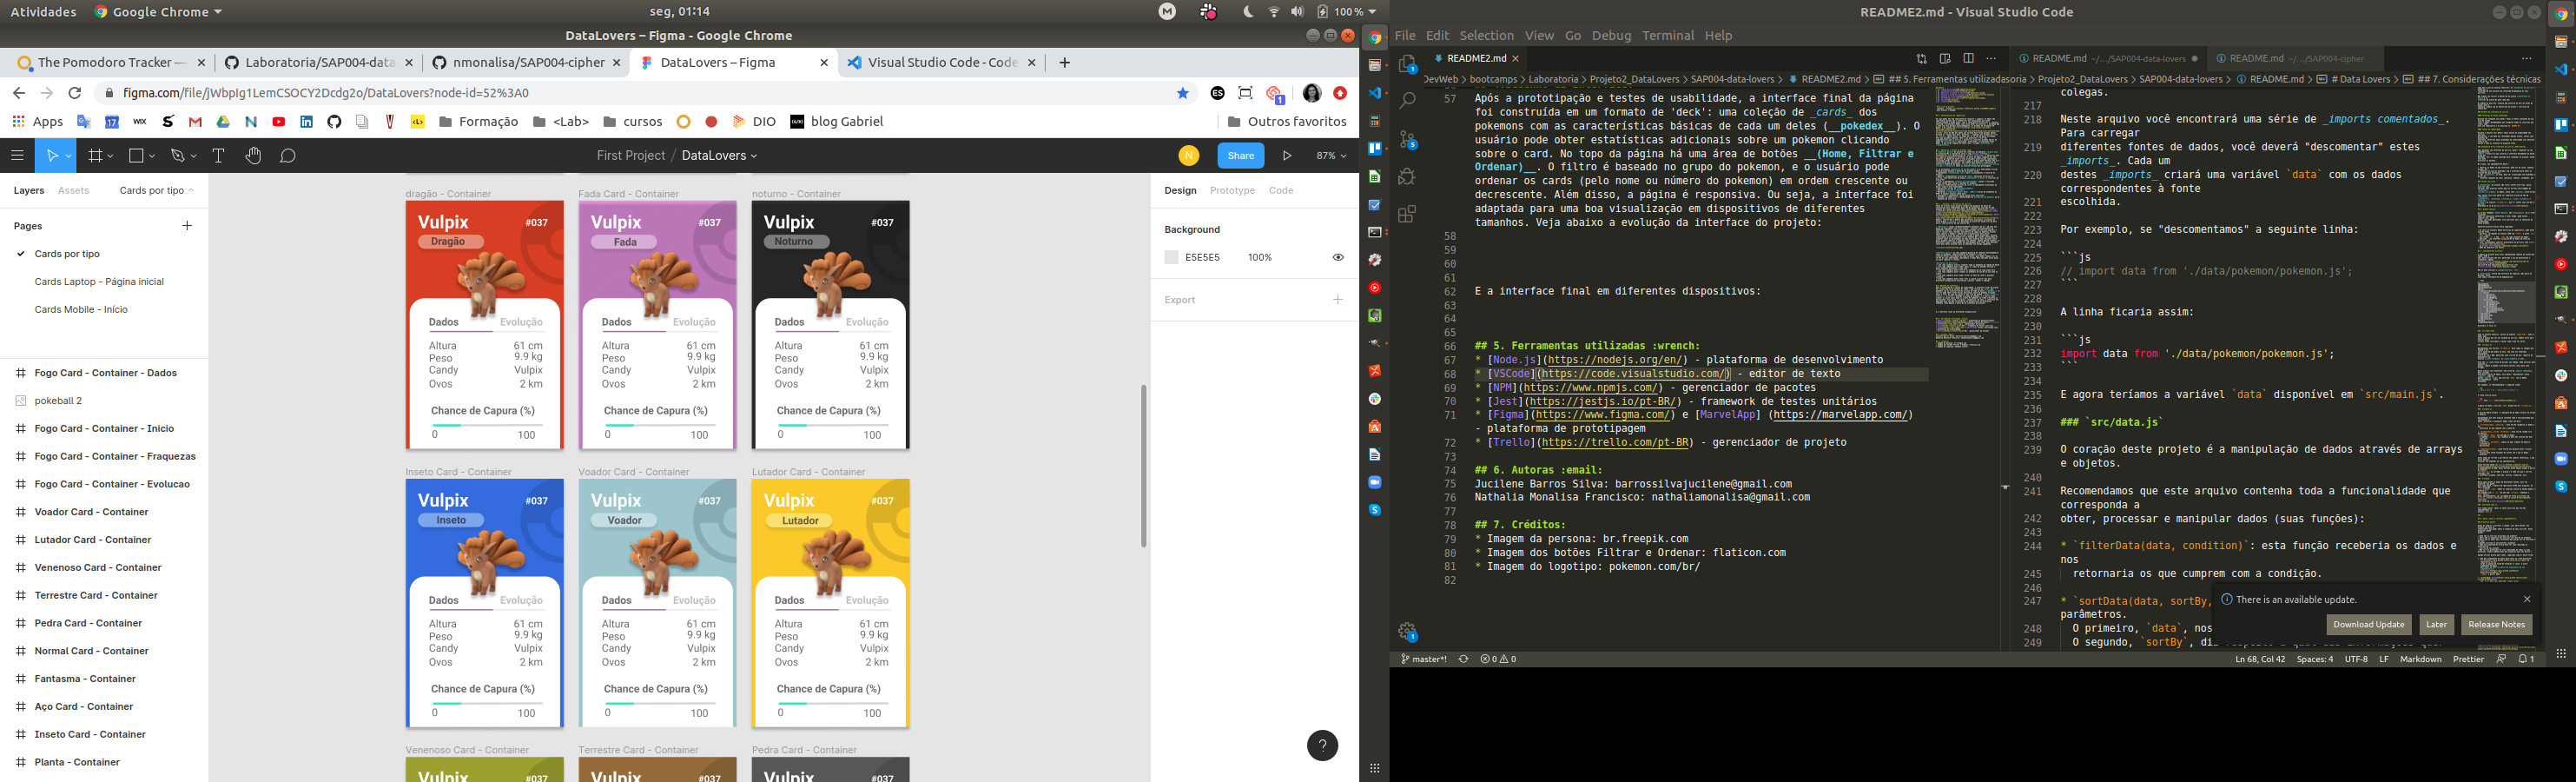 Atividades
Google Chrome
seg, 01:14
100 %
DataLovers – Figma - Google Chrome
The Pomodoro Tracker —
Laboratoria/SAP004-data
nmonalisa/SAP004-cipher
DataLovers – Figma
Visual Studio Code - Code
figma.com/file/jWbpIg1LemCSOCY2Dcdg2o/DataLovers?node-id=52%3A0
Apps
Formação
<Lab>
cursos
DIO
blog Gabriel
Outros favoritos
First Project / DataLovers
N
Share
87%
Layers
Assets
Cards por tipo
Pages
Cards por tipo
Cards Laptop - Página inicial
Cards Mobile - Início
Fogo Card - Container - Dados
pokeball 2
Fogo Card - Container - Inicio
Fogo Card - Container - Fraquezas
Fogo Card - Container - Evolucao
Voador Card - Container
Lutador Card - Container
Venenoso Card - Container
Terrestre Card - Container
Pedra Card - Container
Normal Card - Container
Fantasma - Container
Aço Card - Container
Inseto Card - Container
Planta - Container
dragão - Container
Vulpix
#037
Dragão
Dados
Evolução
Altura 61 cm
Peso 9.9 kg
Candy Vulpix
Ovos 2 km
Chance de Capura (%)
0 100
Fada Card - Container
Vulpix
#037
Fada
Dados
Evolução
Altura 61 cm
Peso 9.9 kg
Candy Vulpix
Ovos 2 km
Chance de Capura (%)
0 100
noturno - Container
Vulpix
#037
Noturno
Dados
Evolução
Altura 61 cm
Peso 9.9 kg
Candy Vulpix
Ovos 2 km
Chance de Capura (%)
0 100
Inseto Card - Container
Vulpix
#037
Inseto
Dados
Evolução
Altura 61 cm
Peso 9.9 kg
Candy Vulpix
Ovos 2 km
Chance de Capura (%)
0 100
Voador Card - Container
Vulpix
#037
Voador
Dados
Evolução
Altura 61 cm
Peso 9.9 kg
Candy Vulpix
Ovos 2 km
Chance de Capura (%)
0 100
Lutador Card - Container
Vulpix
#037
Lutador
Dados
Evolução
Altura 61 cm
Peso 9.9 kg
Candy Vulpix
Ovos 2 km
Chance de Capura (%)
0 100
Venenoso Card - Container
Vulpix
#037
Terrestre Card - Container
Vulpix
#037
Pedra Card - Container
Vulpix
#037
Design
Prototype
Code
Background
E5E5E5
100%
Export
?
README2.md - Visual Studio Code
File Edit Selection View Go Debug Terminal Help
README2.md
DevWeb > bootcamps > Laboratoria > Projeto2_DataLovers > SAP004-data-lovers > README2.md > ## 5. Ferramentas utilizadas
57 Após a prototipação e testes de usabilidade, a interface final da página
foi construída em um formato de 'deck': uma coleção de _cards_ dos
pokemons com as características básicas de cada um deles (__pokedex__). O
usuário pode obter estatísticas adicionais sobre um pokemon clicando
sobre o card. No topo da página há uma área de botões __(Home, Filtrar e
Ordenar)__. O filtro é baseado no grupo do pokemon, e o usuário pode
ordenar os cards (pelo nome ou número do pokemon) em ordem crescente ou
decrescente. Além disso, a página é responsiva. Ou seja, a interface foi
adaptada para uma boa visualização em dispositivos de diferentes
tamanhos. Veja abaixo a evolução da interface do projeto:
58
59
60
61
62 E a interface final em diferentes dispositivos:
63
64
65
66 ## 5. Ferramentas utilizadas :wrench:
67 * [Node.js](https://nodejs.org/en/) - plataforma de desenvolvimento
68 * [VSCode](https://code.visualstudio.com/) - editor de texto
69 * [NPM](https://www.npmjs.com/) - gerenciador de pacotes
70 * [Jest](https://jestjs.io/pt-BR/) - framework de testes unitários
71 * [Figma](https://www.figma.com/) e [MarvelApp] (https://marvelapp.com/)
- plataforma de prototipagem
72 * [Trello](https://trello.com/pt-BR) - gerenciador de projeto
73
74 ## 6. Autoras :email:
75 Jucilene Barros Silva: barrossilvajucilene@gmail.com
76 Nathalia Monalisa Francisco: nathaliamonalisa@gmail.com
77
78 ## 7. Créditos:
79 * Imagem da persona: br.freepik.com
80 * Imagem dos botões Filtrar e Ordenar: flaticon.com
81 * Imagem do logotipo: pokemon.com/br/
82
README.md ~/.../SAP004-data-lovers
README.md ~/.../SAP004-cipher
oria > Projeto2_DataLovers > SAP004-data-lovers > README.md > # Data Lovers > ## 7. Considerações técnicas
colegas.
217
218 Neste arquivo você encontrará uma série de _imports comentados_.
Para carregar
219 diferentes fontes de dados, você deverá "descomentar" estes
_imports_. Cada um
220 destes _imports_ criará uma variável `data` com os dados
correspondentes à fonte
221 escolhida.
222
223 Por exemplo, se "descomentamos" a seguinte linha:
224
225 ```js
226 // import data from './data/pokemon/pokemon.js';
227 ```
228
229 A linha ficaria assim:
230
231 ```js
232 import data from './data/pokemon/pokemon.js';
233 ```
234
235 E agora teríamos a variável `data` disponível em `src/main.js`.
236
237 ### `src/data.js`
238
239 O coração deste projeto é a manipulação de dados através de arrays
e objetos.
240
241 Recomendamos que este arquivo contenha toda a funcionalidade que
corresponda a
242 obter, processar e manipular dados (suas funções):
243
244 * `filterData(data, condition)`: esta função receberia os dados e
nos
245 retornaria os que cumprem com a condição.
246
247 * `sortData(data, sortBy,
parâmetros.
248 O primeiro, `data`, nos
249 O segundo, `sortBy`, diz respeito a qual das informações quer
There is an available update.
Download Update
Later
Release Notes
master*!
0 0
Ln 68, Col 42
Spaces: 4
UTF-8
LF
Markdown
Prettier
1